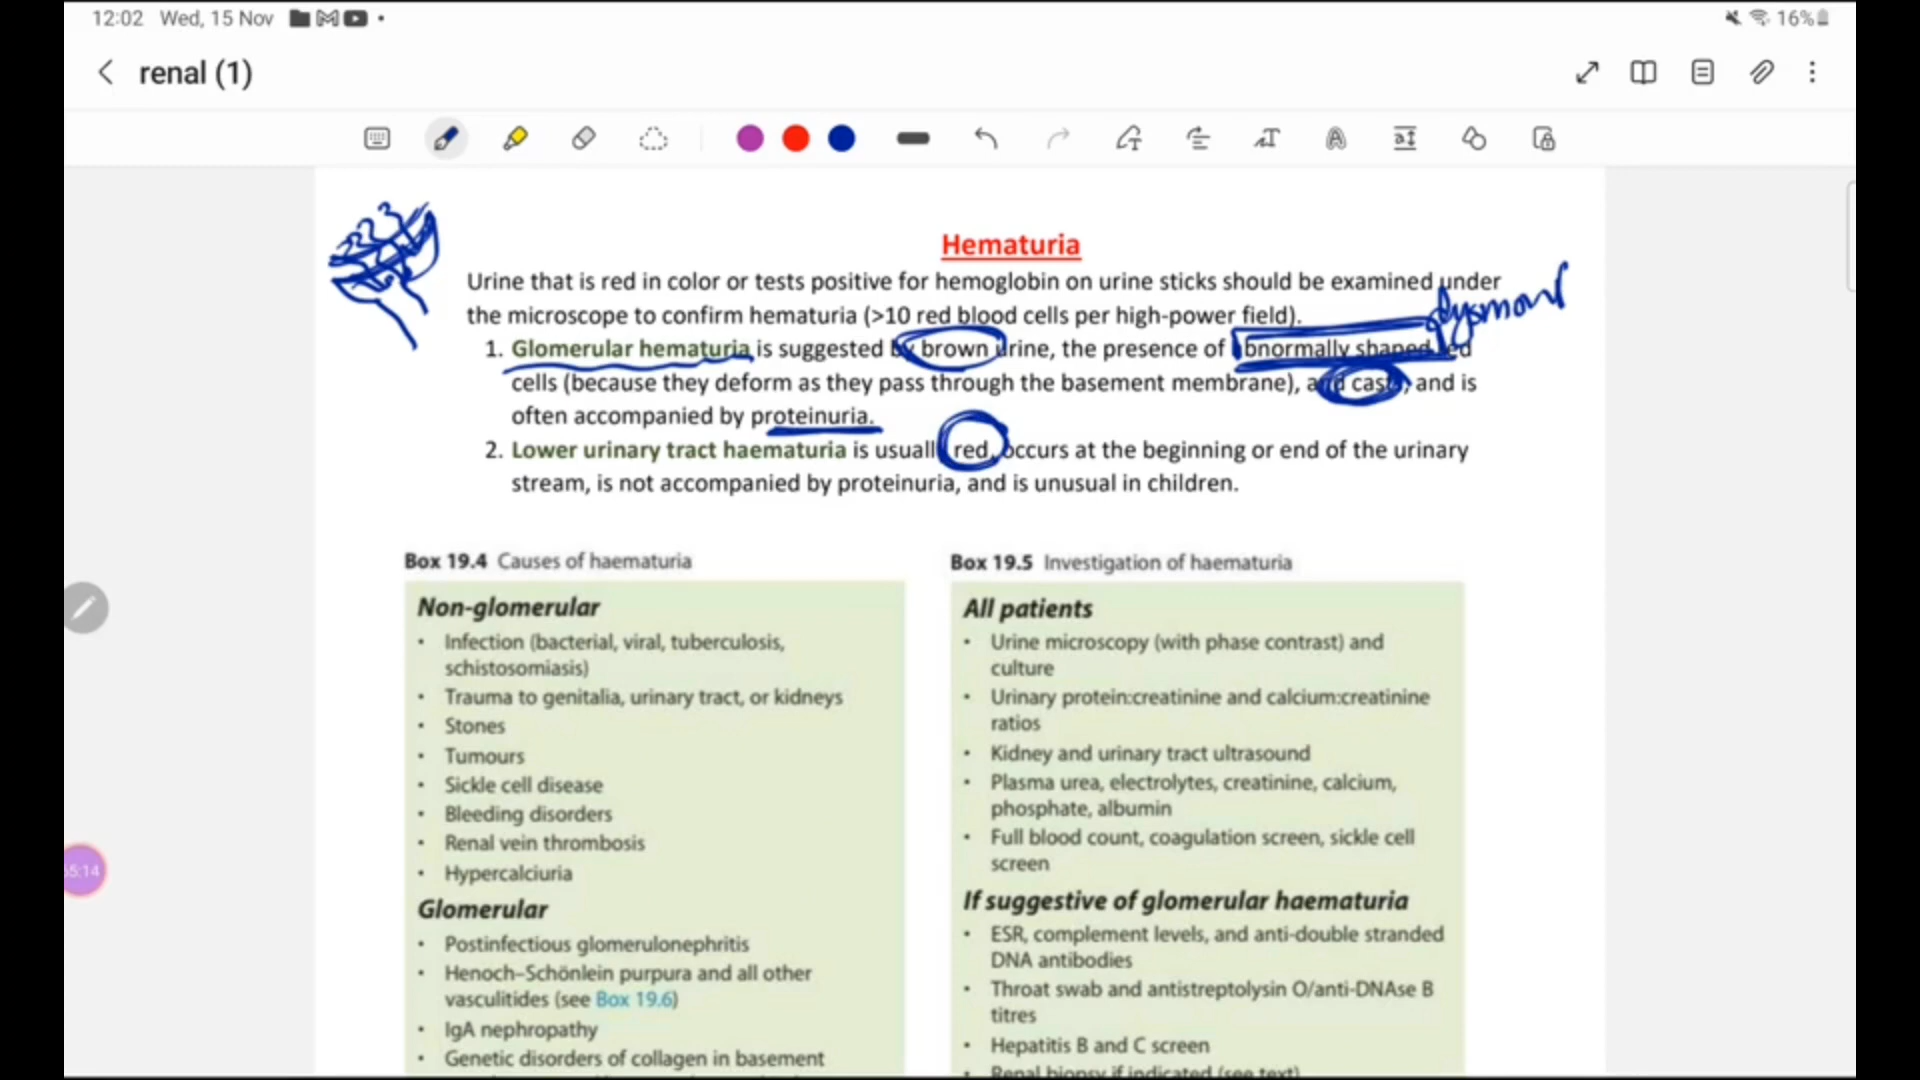 12:02 Wed, 15 Nov
16%
renal (1)
Hematuria
Urine that is red in color or tests positive for hemoglobin on urine sticks should be examined under
the microscope to confirm hematuria (>10 red blood cells per high-power field).
dysmorf
1. Glomerular hematuria is suggested by brown urine, the presence of abnormally shaped red
cells (because they deform as they pass through the basement membrane), and casts, and is
often accompanied by proteinuria.
2. Lower urinary tract haematuria is usually red, occurs at the beginning or end of the urinary
stream, is not accompanied by proteinuria, and is unusual in children.
Box 19.4 Causes of haematuria
Non-glomerular
• Infection (bacterial, viral, tuberculosis,
schistosomiasis)
• Trauma to genitalia, urinary tract, or kidneys
• Stones
• Tumours
• Sickle cell disease
• Bleeding disorders
• Renal vein thrombosis
• Hypercalciuria
Glomerular
• Postinfectious glomerulonephritis
• Henoch–Schönlein purpura and all other
vasculitides (see Box 19.6)
• IgA nephropathy
• Genetic disorders of collagen in basement
Box 19.5 Investigation of haematuria
All patients
• Urine microscopy (with phase contrast) and
culture
• Urinary protein:creatinine and calcium:creatinine
ratios
• Kidney and urinary tract ultrasound
• Plasma urea, electrolytes, creatinine, calcium,
phosphate, albumin
• Full blood count, coagulation screen, sickle cell
screen
If suggestive of glomerular haematuria
• ESR, complement levels, and anti-double stranded
DNA antibodies
• Throat swab and antistreptolysin O/anti-DNAse B
titres
• Hepatitis B and C screen
• Renal biopsy if indicated (see text)
55:14